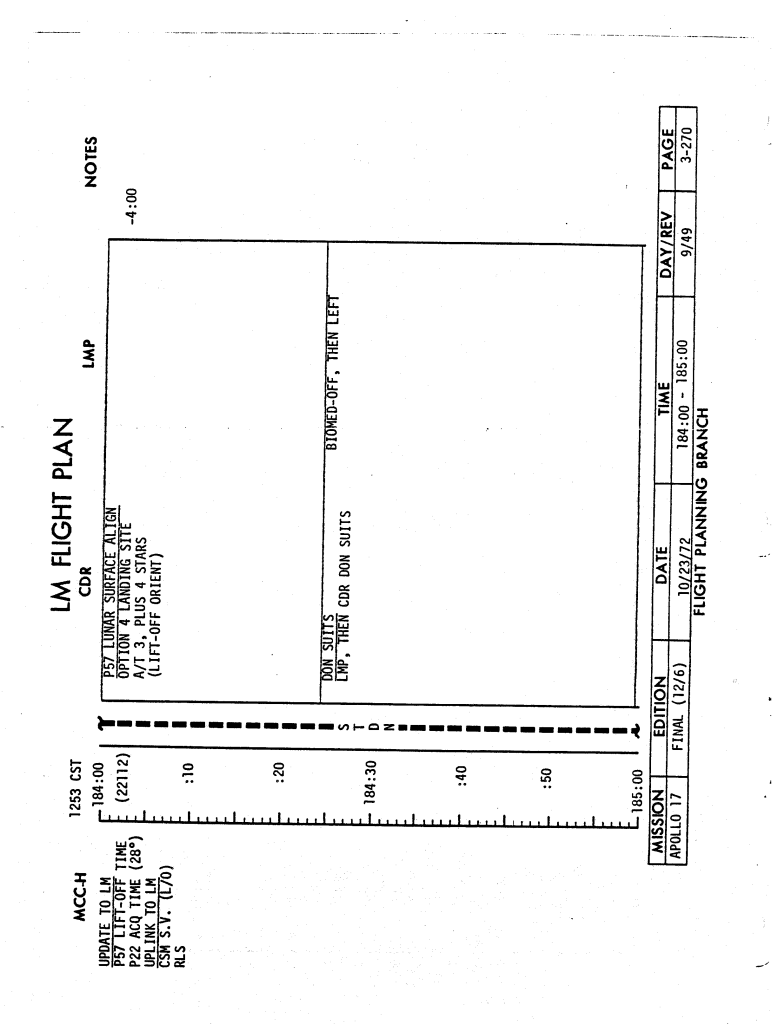 LM FLIGHT PLAN
MCC-H
1253 CST
CDR
LMP
NOTES
UPDATE TO LM
P57 LIFT-OFF TIME
P22 ACQ TIME (28°)
UPLINK TO LM
CSM S.V. (L/O)
RLS
184:00
(22112)
:10
:20
184:30
:40
:50
185:00
S
T
D
N
P57 LUNAR SURFACE ALIGN
OPTION 4 LANDING SITE
A/T 3, PLUS 4 STARS
(LIFT-OFF ORIENT)
-4:00
DON SUITS
LMP, THEN CDR DON SUITS
BIOMED-OFF, THEN LEFT
MISSION EDITION DATE TIME DAY/REV PAGE
APOLLO 17 FINAL (12/6) 10/23/72 184:00 - 185:00 9/49 3-270
FLIGHT PLANNING BRANCH